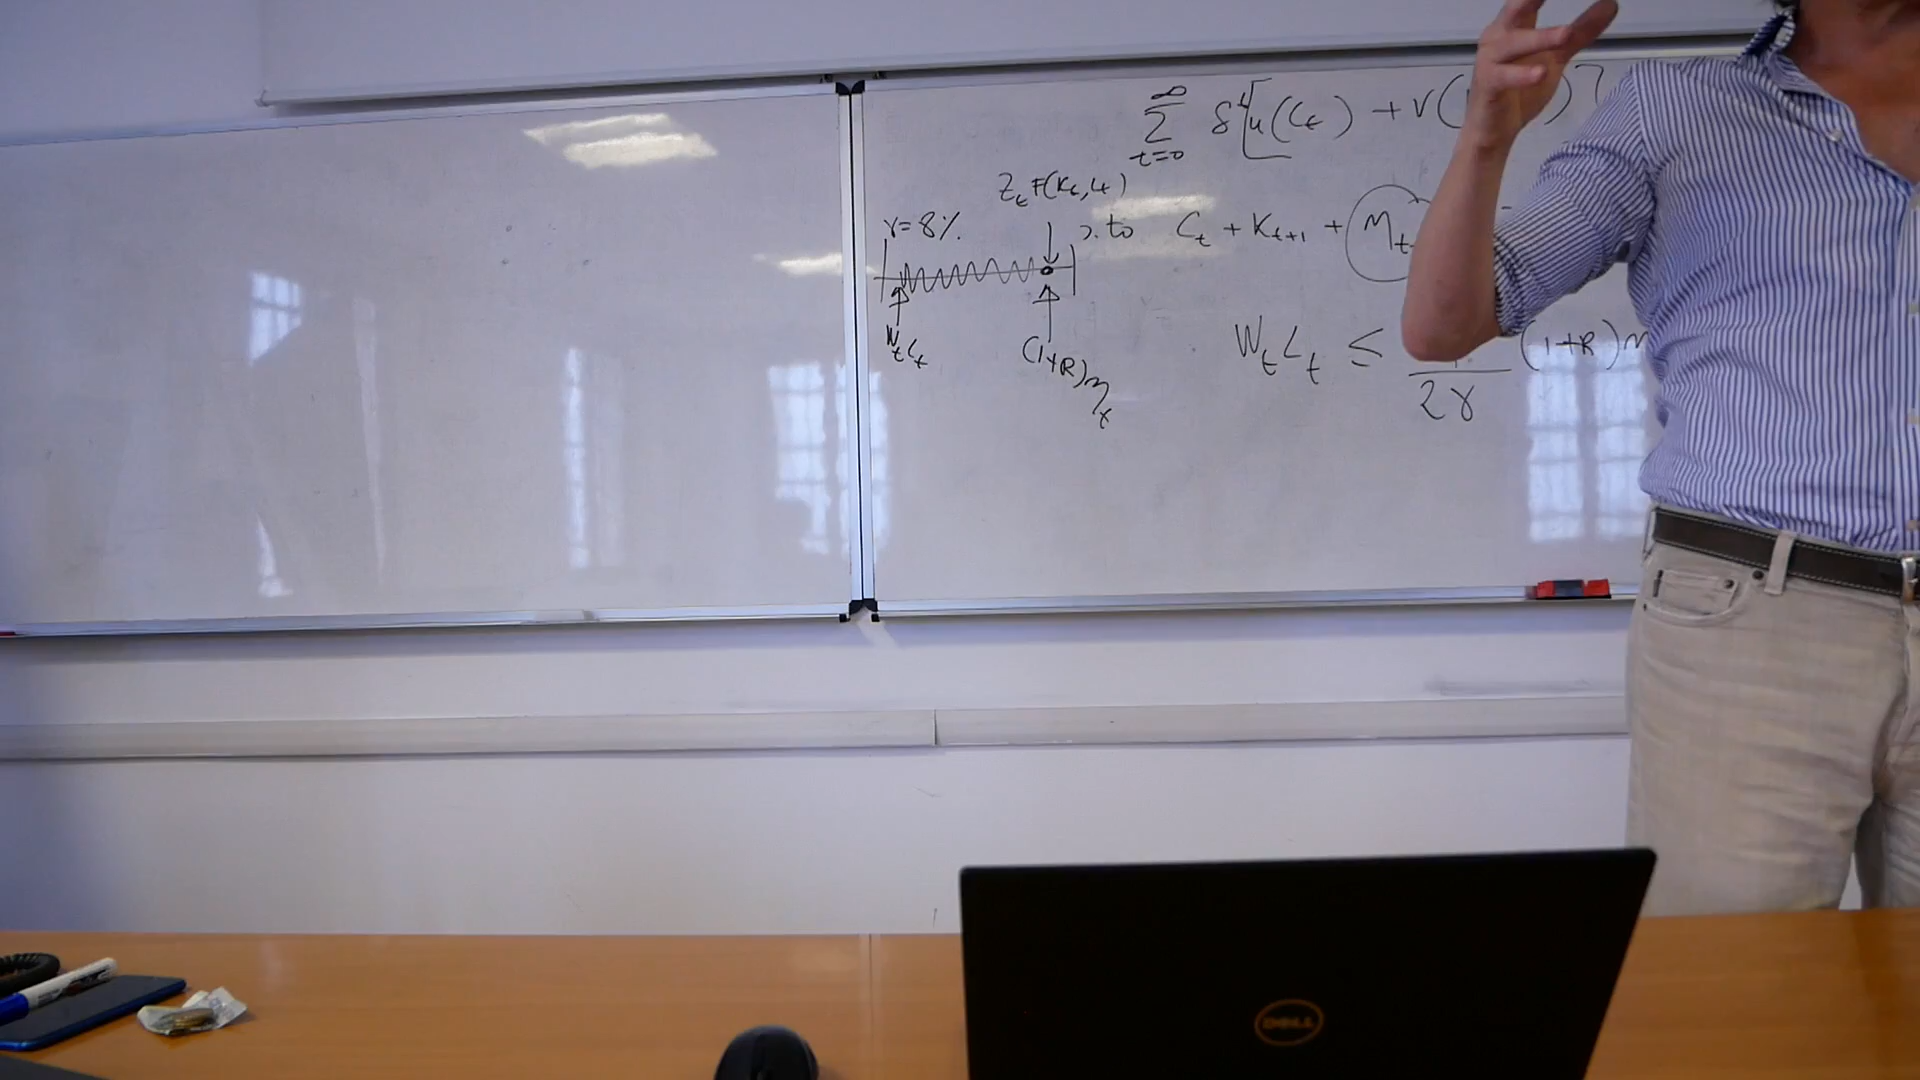 ∞
∑ δ^t [u(C_t) + v(
t=0
Z_t F(K_t, L_t)
γ = 8%
s. to C_t + K_{t+1} + M_t
W_t L_t
(1+R) M_t
W_t L_t ≤
2γ
(1+R) M
DELL